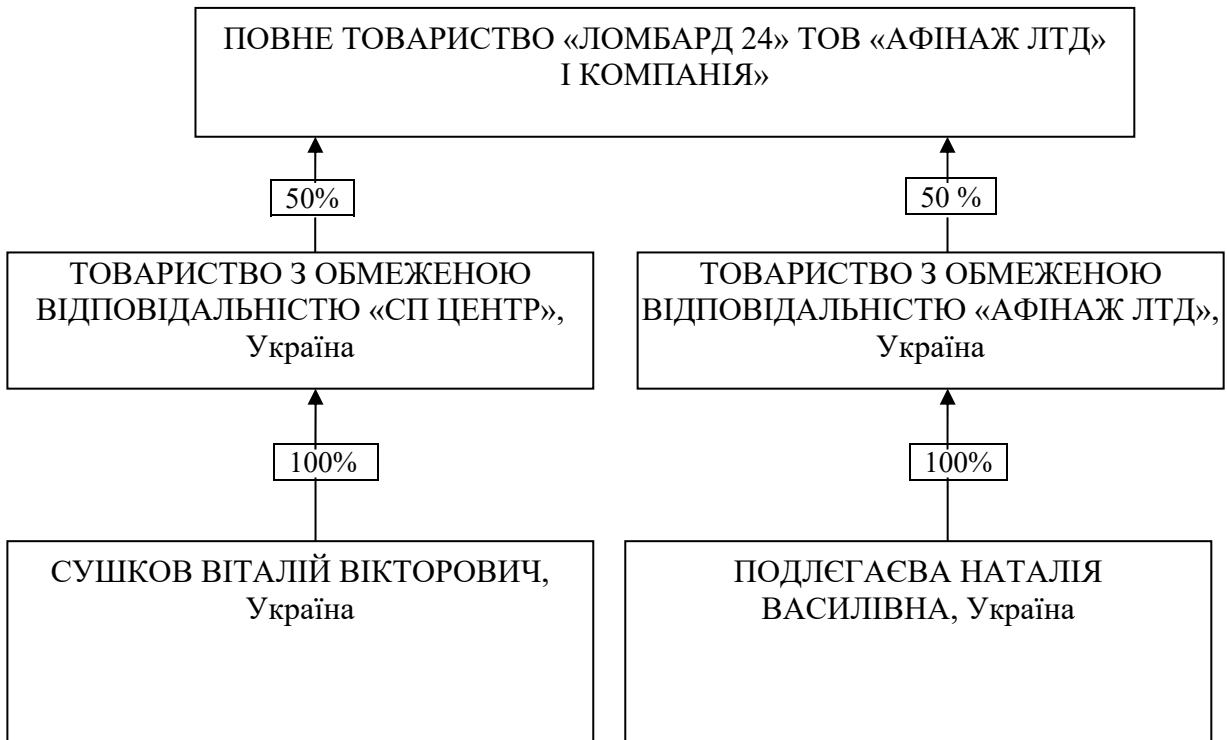 ПОВНЕ ТОВАРИСТВО «ЛОМБАРД 24» ТОВ «АФІНАЖ ЛТД»
І КОМПАНІЯ»
50%
50 %
ТОВАРИСТВО З ОБМЕЖЕНОЮ
ВІДПОВІДАЛЬНІСТЮ «СП ЦЕНТР»,
Україна
ТОВАРИСТВО З ОБМЕЖЕНОЮ
ВІДПОВІДАЛЬНІСТЮ «АФІНАЖ ЛТД»,
Україна
100%
100%
СУШКОВ ВІТАЛІЙ ВІКТОРОВИЧ,
Україна
ПОДЛЄГАЄВА НАТАЛІЯ
ВАСИЛІВНА, Україна